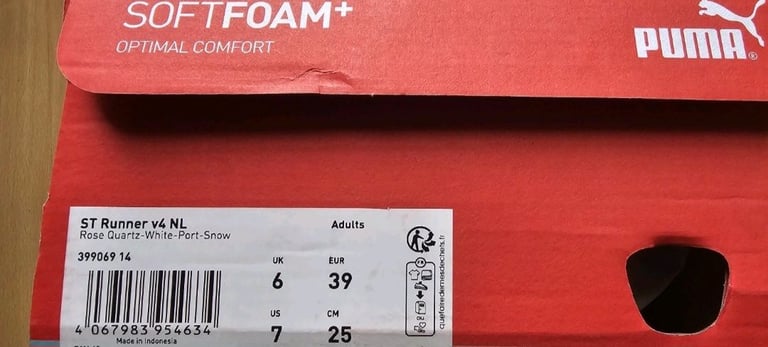 SOFTFOAM+
OPTIMAL COMFORT
PUMA®
ST Runner v4 NL
Rose Quartz-White-Port-Snow
Adults
399069 14
UK EUR
6 39
US CM
7 25
4 067983 954634
Made in Indonesia
quefairedemesdechets.fr